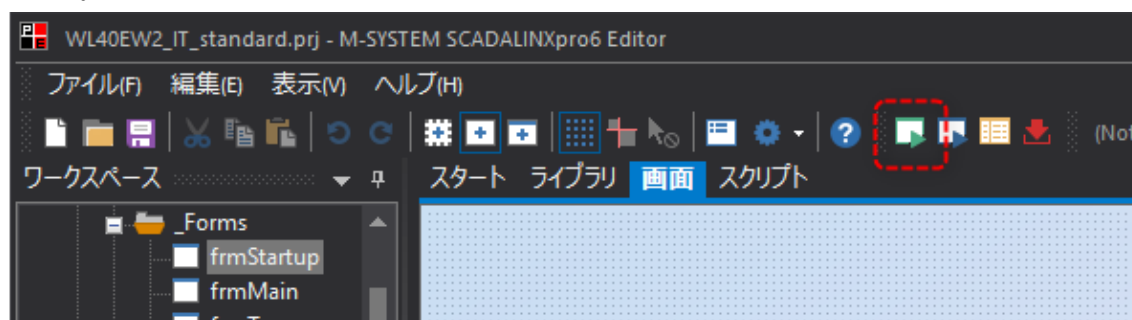 WL40EW2_IT_standard.prj - M-SYSTEM SCADALINXpro6 Editor
ファイル(F) 編集(E) 表示(V) ヘルプ(H)
(Not
ワークスペース
スタート ライブラリ 画面 スクリプト
_Forms
frmStartup
frmMain